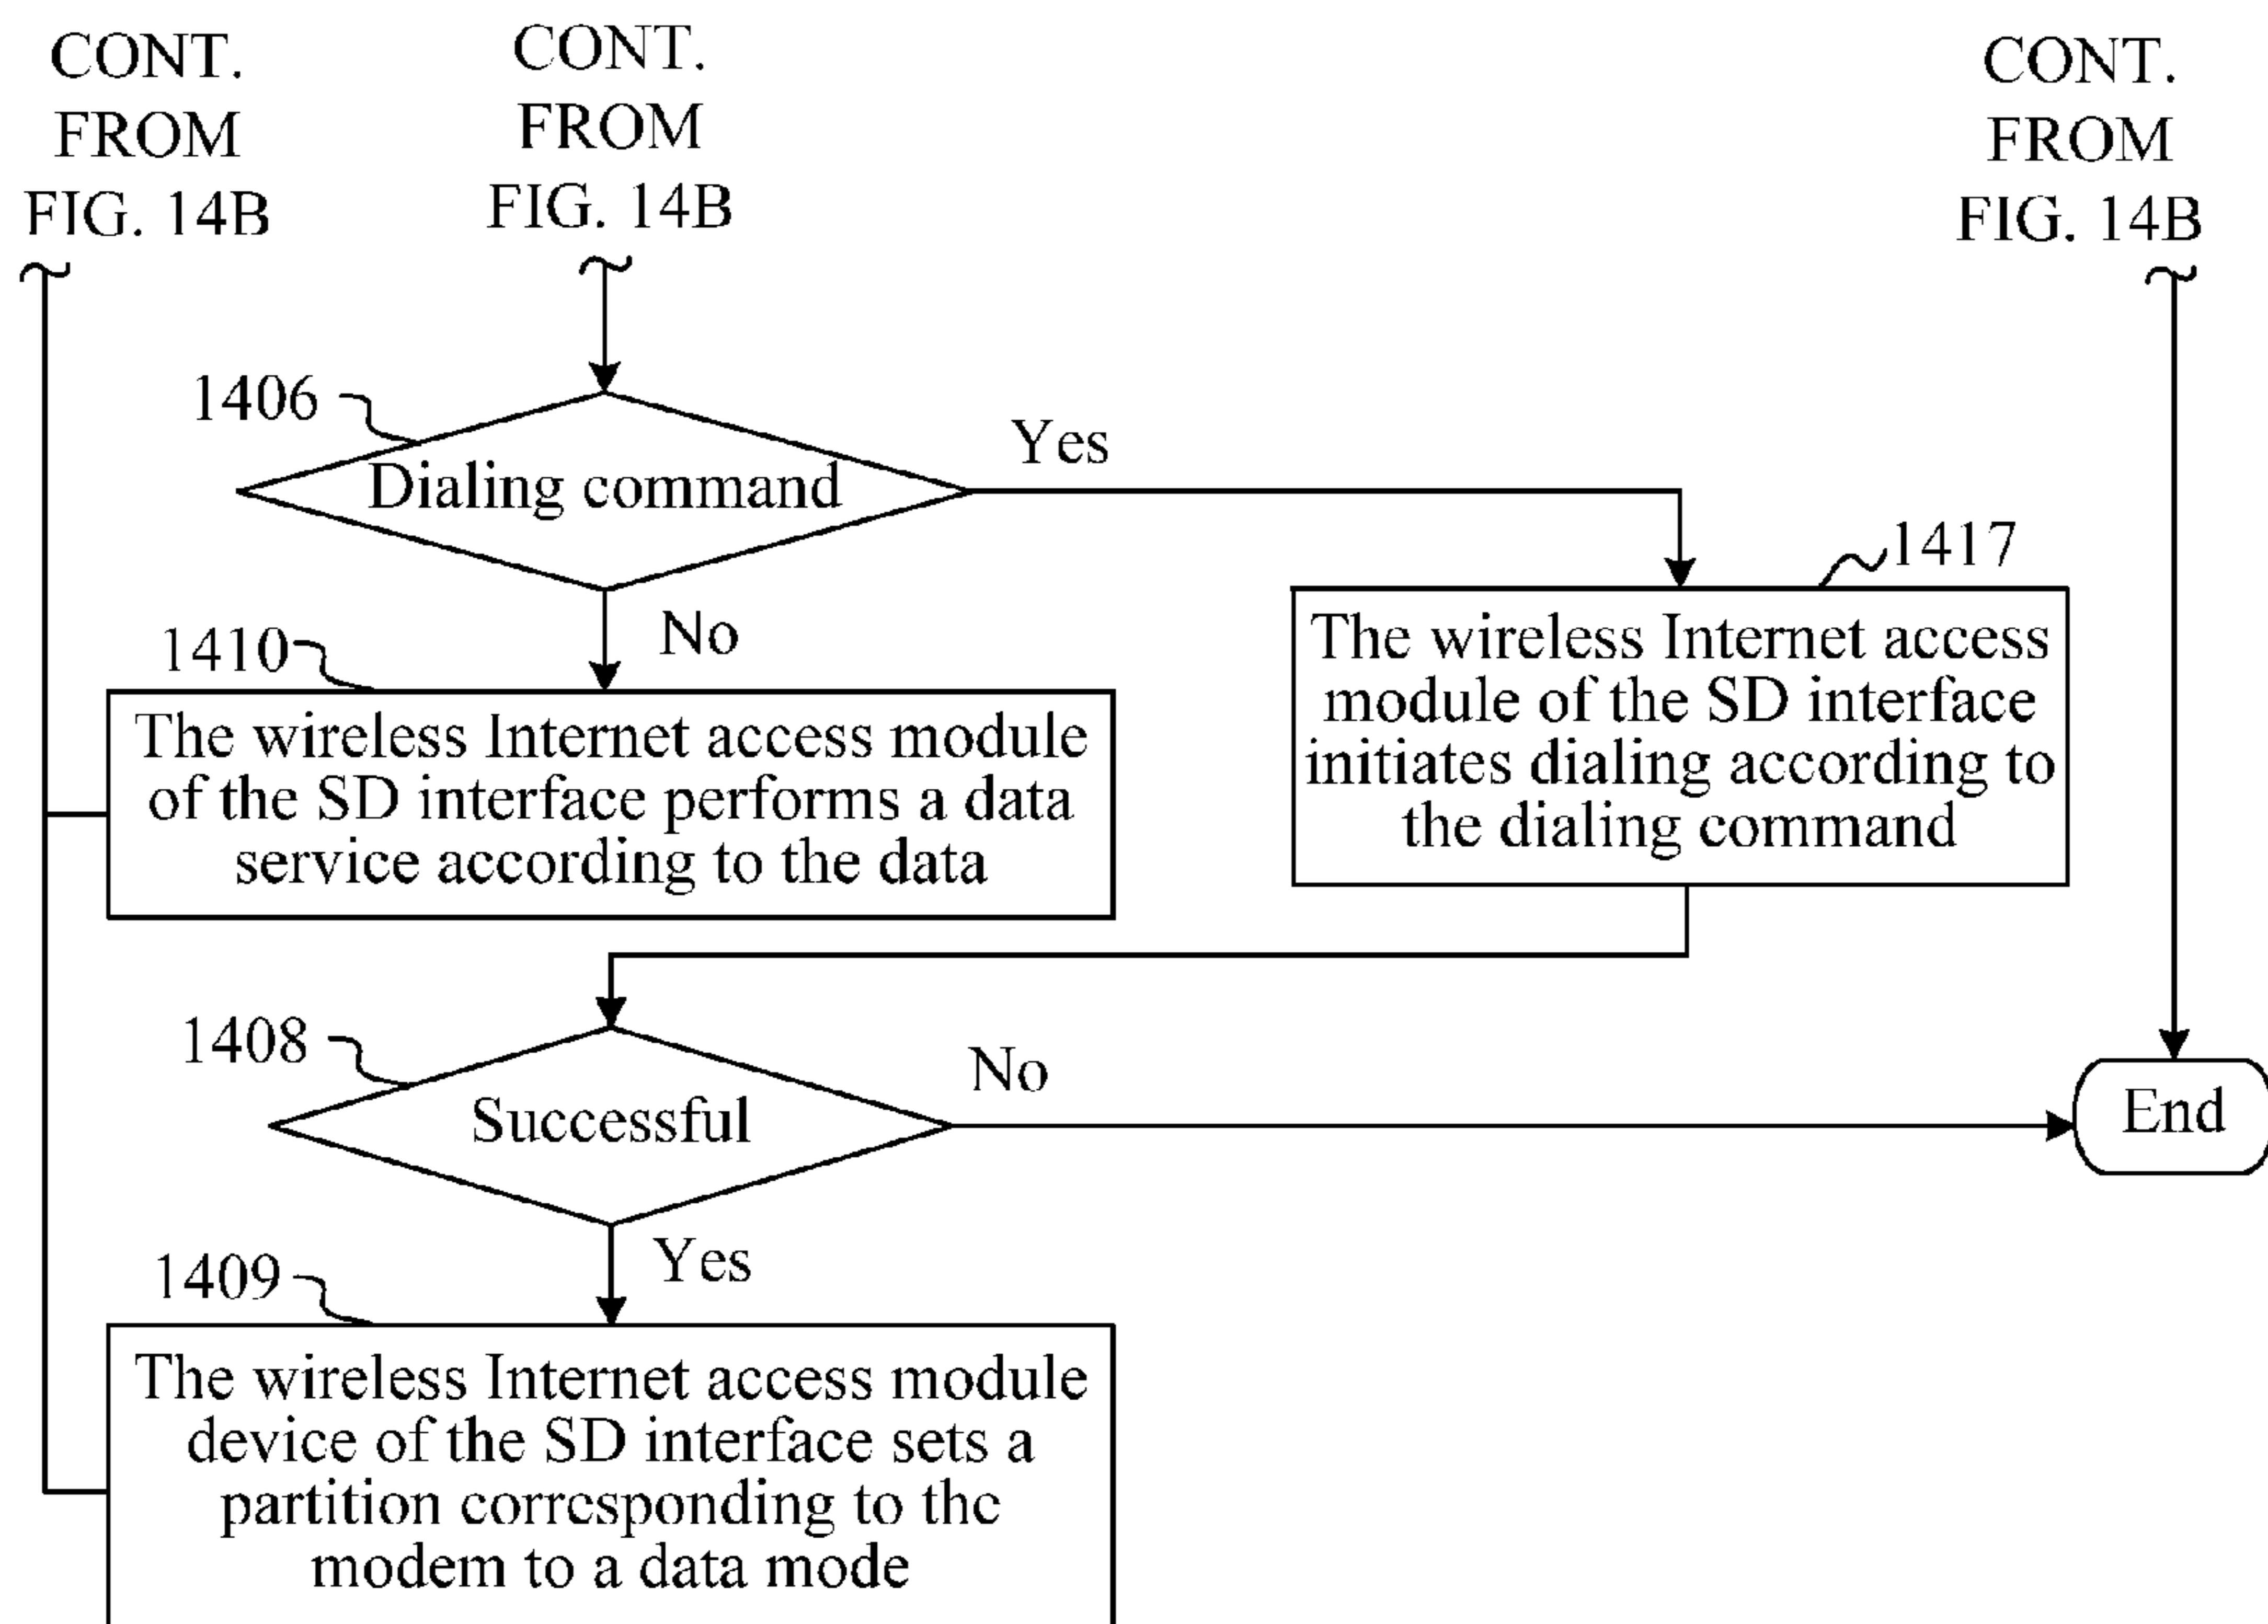 CONT.
FROM
FIG. 14B
CONT.
FROM
FIG. 14B
CONT.
FROM
FIG. 14B
1406
Dialing command
Yes
No
1417
The wireless Internet access
module of the SD interface
initiates dialing according to
the dialing command
1410
The wireless Internet access module
of the SD interface performs a data
service according to the data
1408
Successful
No
End
Yes
1409
The wireless Internet access module
device of the SD interface sets a
partition corresponding to the
modem to a data mode